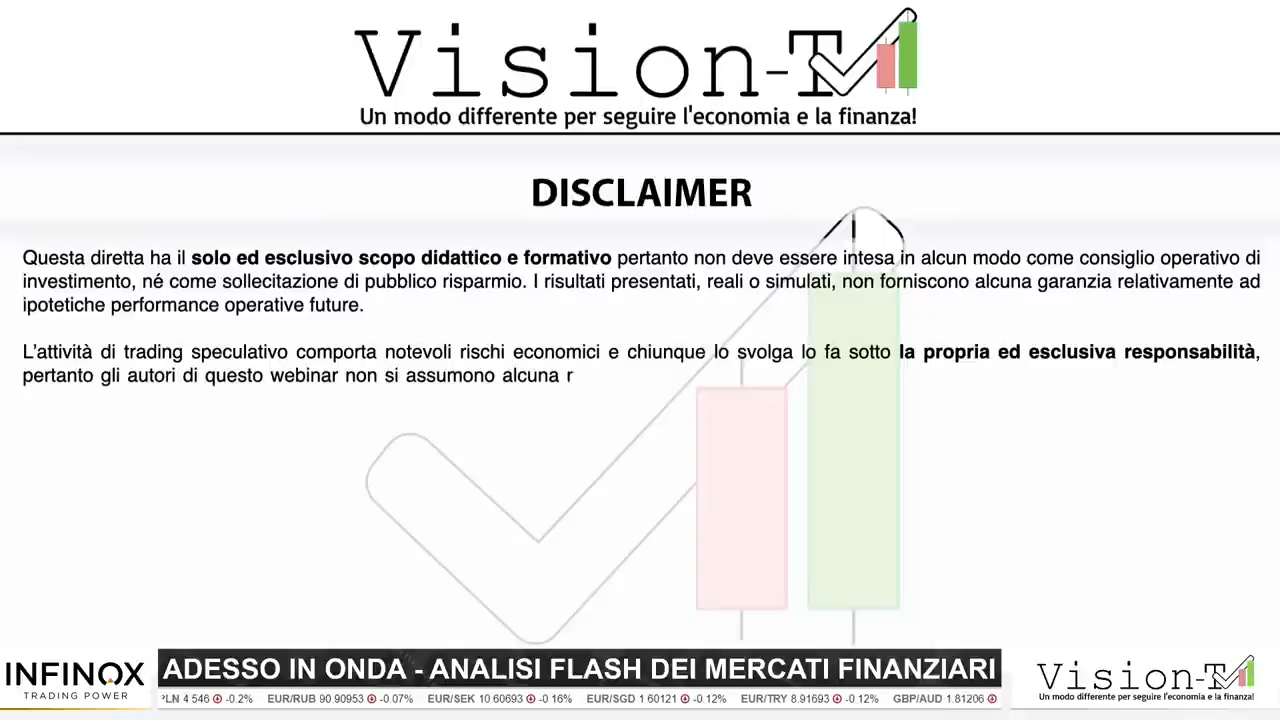 Vision-T
Un modo differente per seguire l'economia e la finanza!
DISCLAIMER
Questa diretta ha il solo ed esclusivo scopo didattico e formativo pertanto non deve essere intesa in alcun modo come consiglio operativo di
investimento, né come sollecitazione di pubblico risparmio. I risultati presentati, reali o simulati, non forniscono alcuna garanzia relativamente ad
ipotetiche performance operative future.
L'attività di trading speculativo comporta notevoli rischi economici e chiunque lo svolga lo fa sotto la propria ed esclusiva responsabilità,
pertanto gli autori di questo webinar non si assumono alcuna r
INFINOX
TRADING POWER
ADESSO IN ONDA - ANALISI FLASH DEI MERCATI FINANZIARI
PLN 4 546 -0.2% EUR/RUB 90.90953 -0.07% EUR/SEK 10.60693 -0.16% EUR/SGD 1.60121 -0.12% EUR/TRY 8.91693 -0.12% GBP/AUD 1.81206
Vision-T
Un modo differente per seguire l'economia e la finanza!